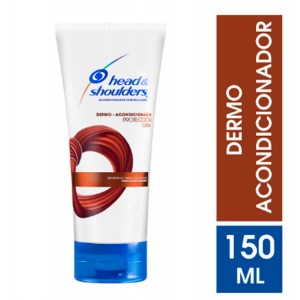 head&
shoulders
DERMO - ACONDICIONADOR
PROTECCIÓN
CAÍDA
DERMO
ACONDICIONADOR
150
ML